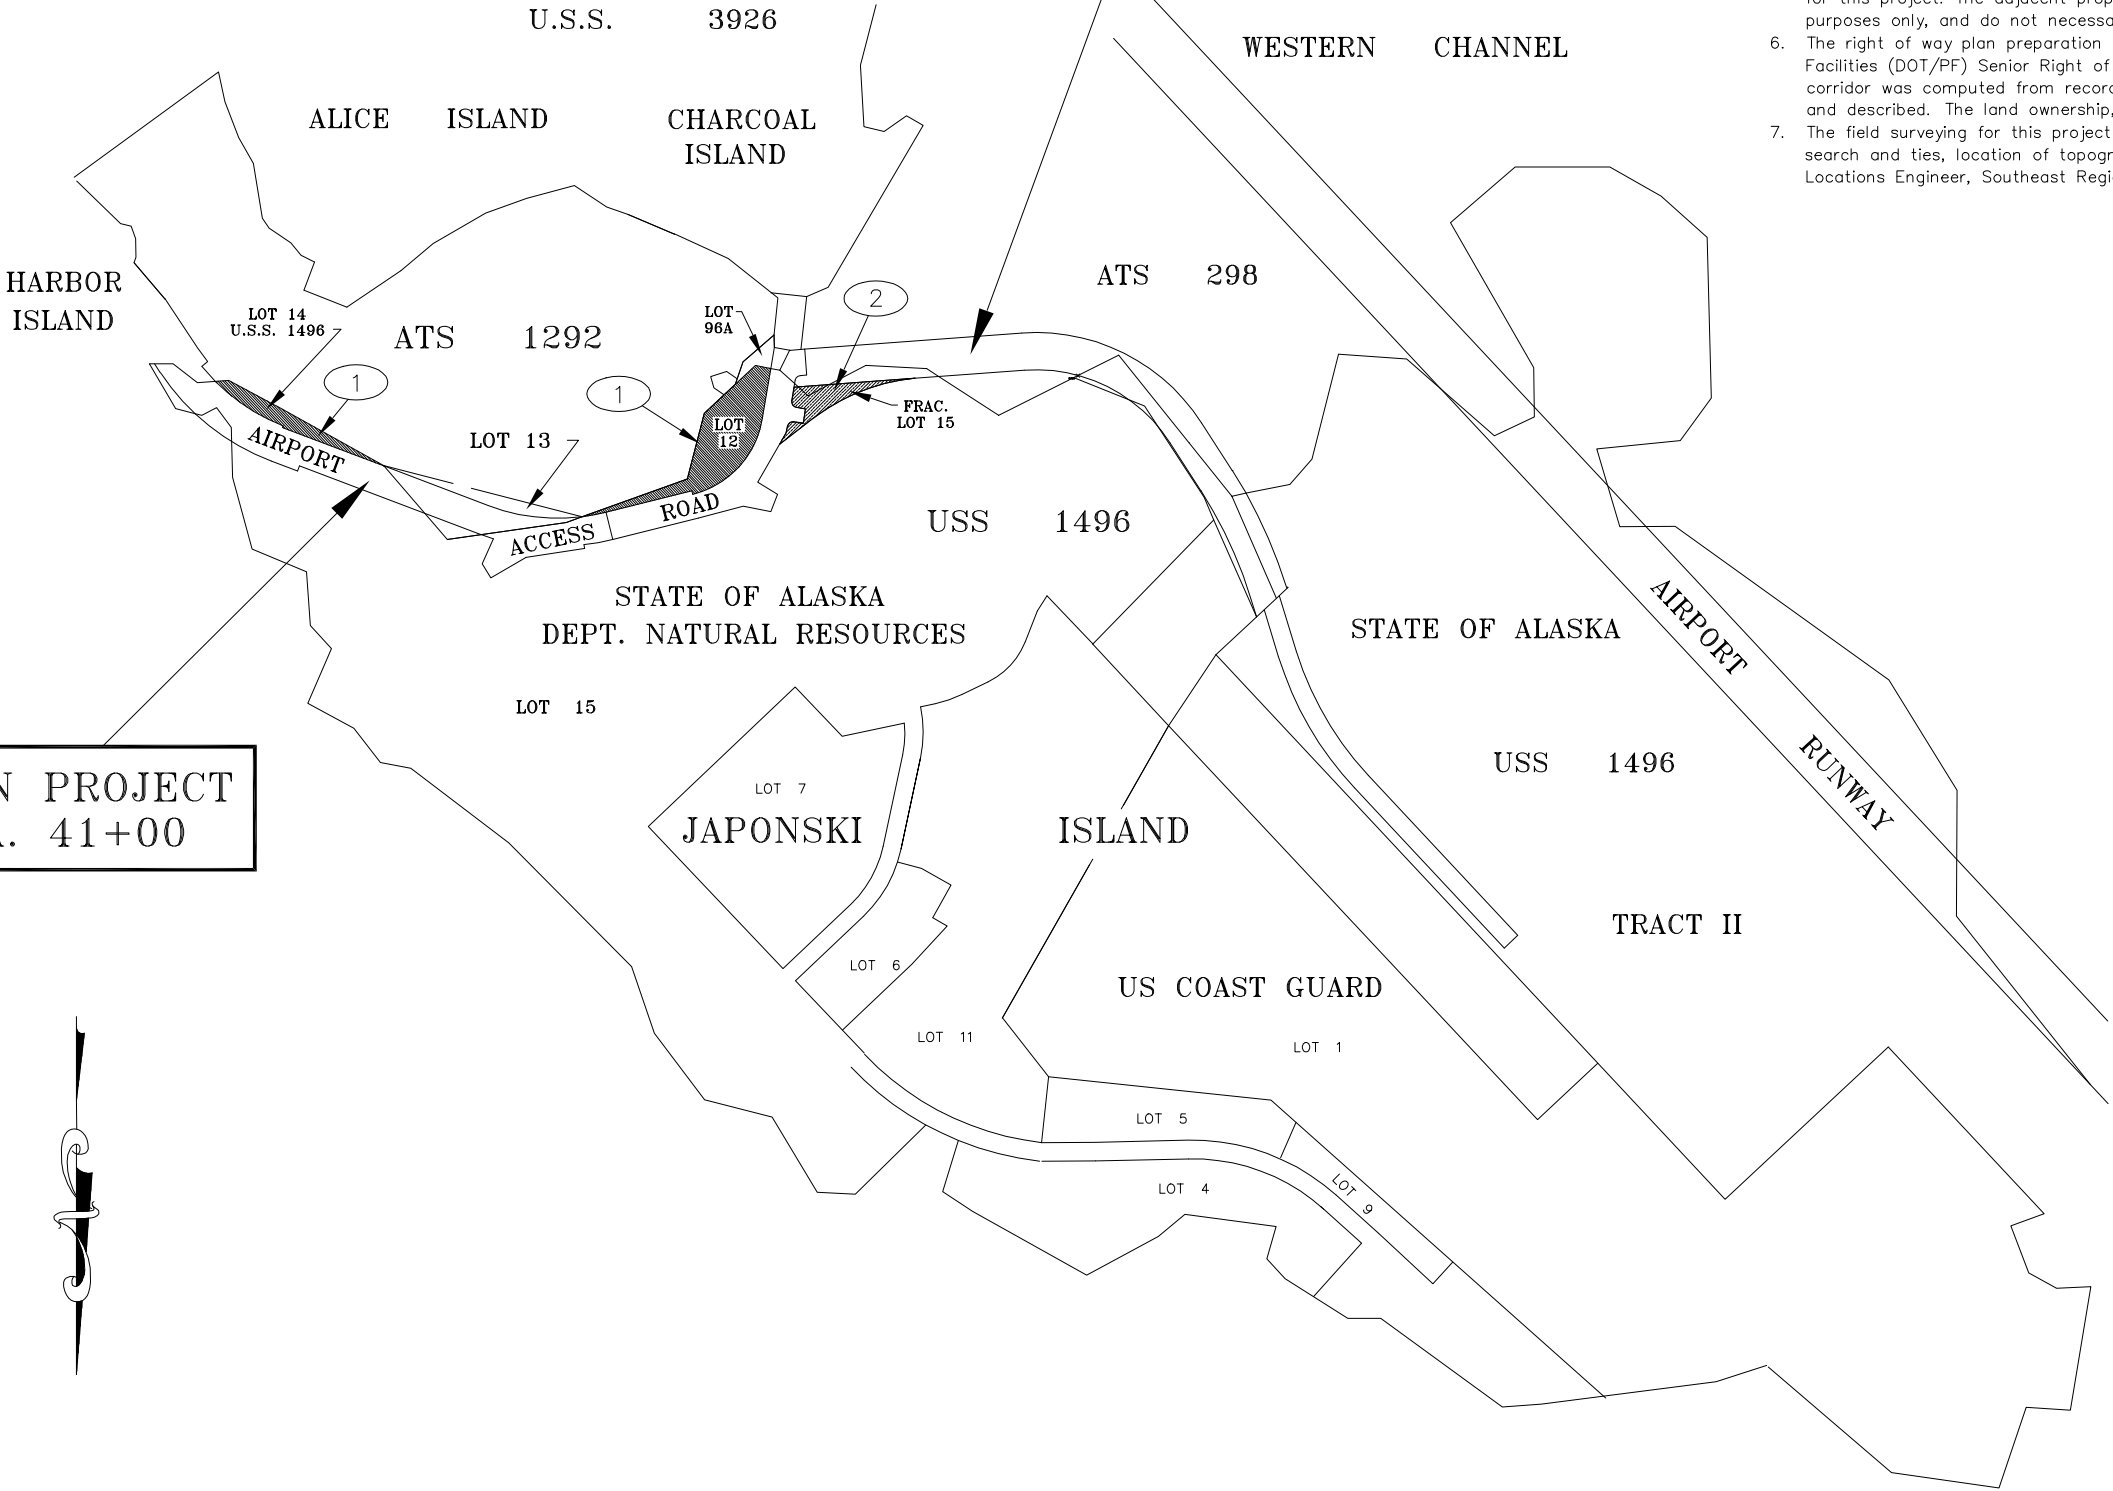 U.S.S. 3926
WESTERN CHANNEL
for this project. The adjacent
purposes only, and do not
6. The right of way plan preparation
Facilities (DOT/PF) Senior Right of
corridor was computed from
and described. The land ownership,
7. The field surveying for this project
search and ties, location of
Locations Engineer, Southeast
ALICE ISLAND
CHARCOAL
ISLAND
HARBOR
ISLAND
LOT 14
U.S.S. 1496
ATS 1292
LOT
96A
2
ATS 298
1
1
LOT
12
FRAC.
LOT 15
AIRPORT
LOT 13
ACCESS
ROAD
USS 1496
STATE OF ALASKA
DEPT. NATURAL RESOURCES
STATE OF ALASKA
AIRPORT
RUNWAY
LOT 15
USS 1496
N PROJECT
. 41+00
LOT 7
JAPONSKI ISLAND
TRACT II
LOT 6
US COAST GUARD
LOT 11
LOT 1
LOT 5
LOT 4
LOT 9